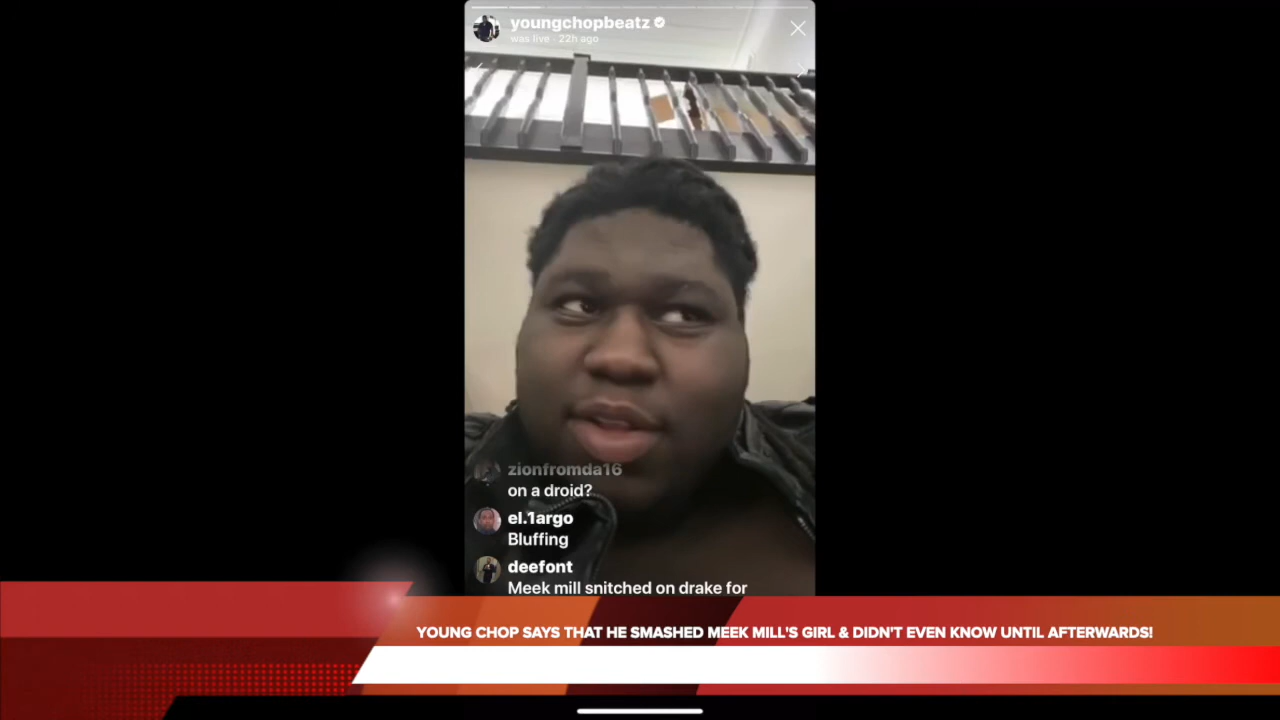 youngchopbeatz
was live · 22h ago
zionfromda16
on a droid?
el.1argo
Bluffing
deefont
Meek mill snitched on drake for
YOUNG CHOP SAYS THAT HE SMASHED MEEK MILL'S GIRL & DIDN'T EVEN KNOW UNTIL AFTERWARDS!